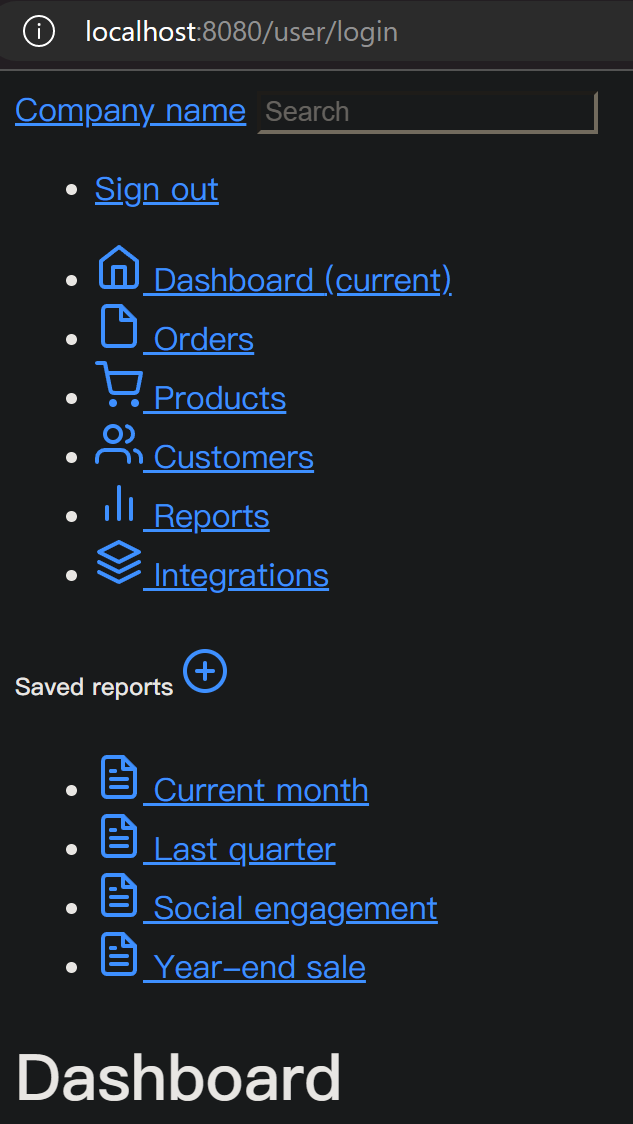 localhost:8080/user/login
Company name Search
Sign out
Dashboard (current)
Orders
Products
Customers
Reports
Integrations
Saved reports
Current month
Last quarter
Social engagement
Year-end sale
Dashboard